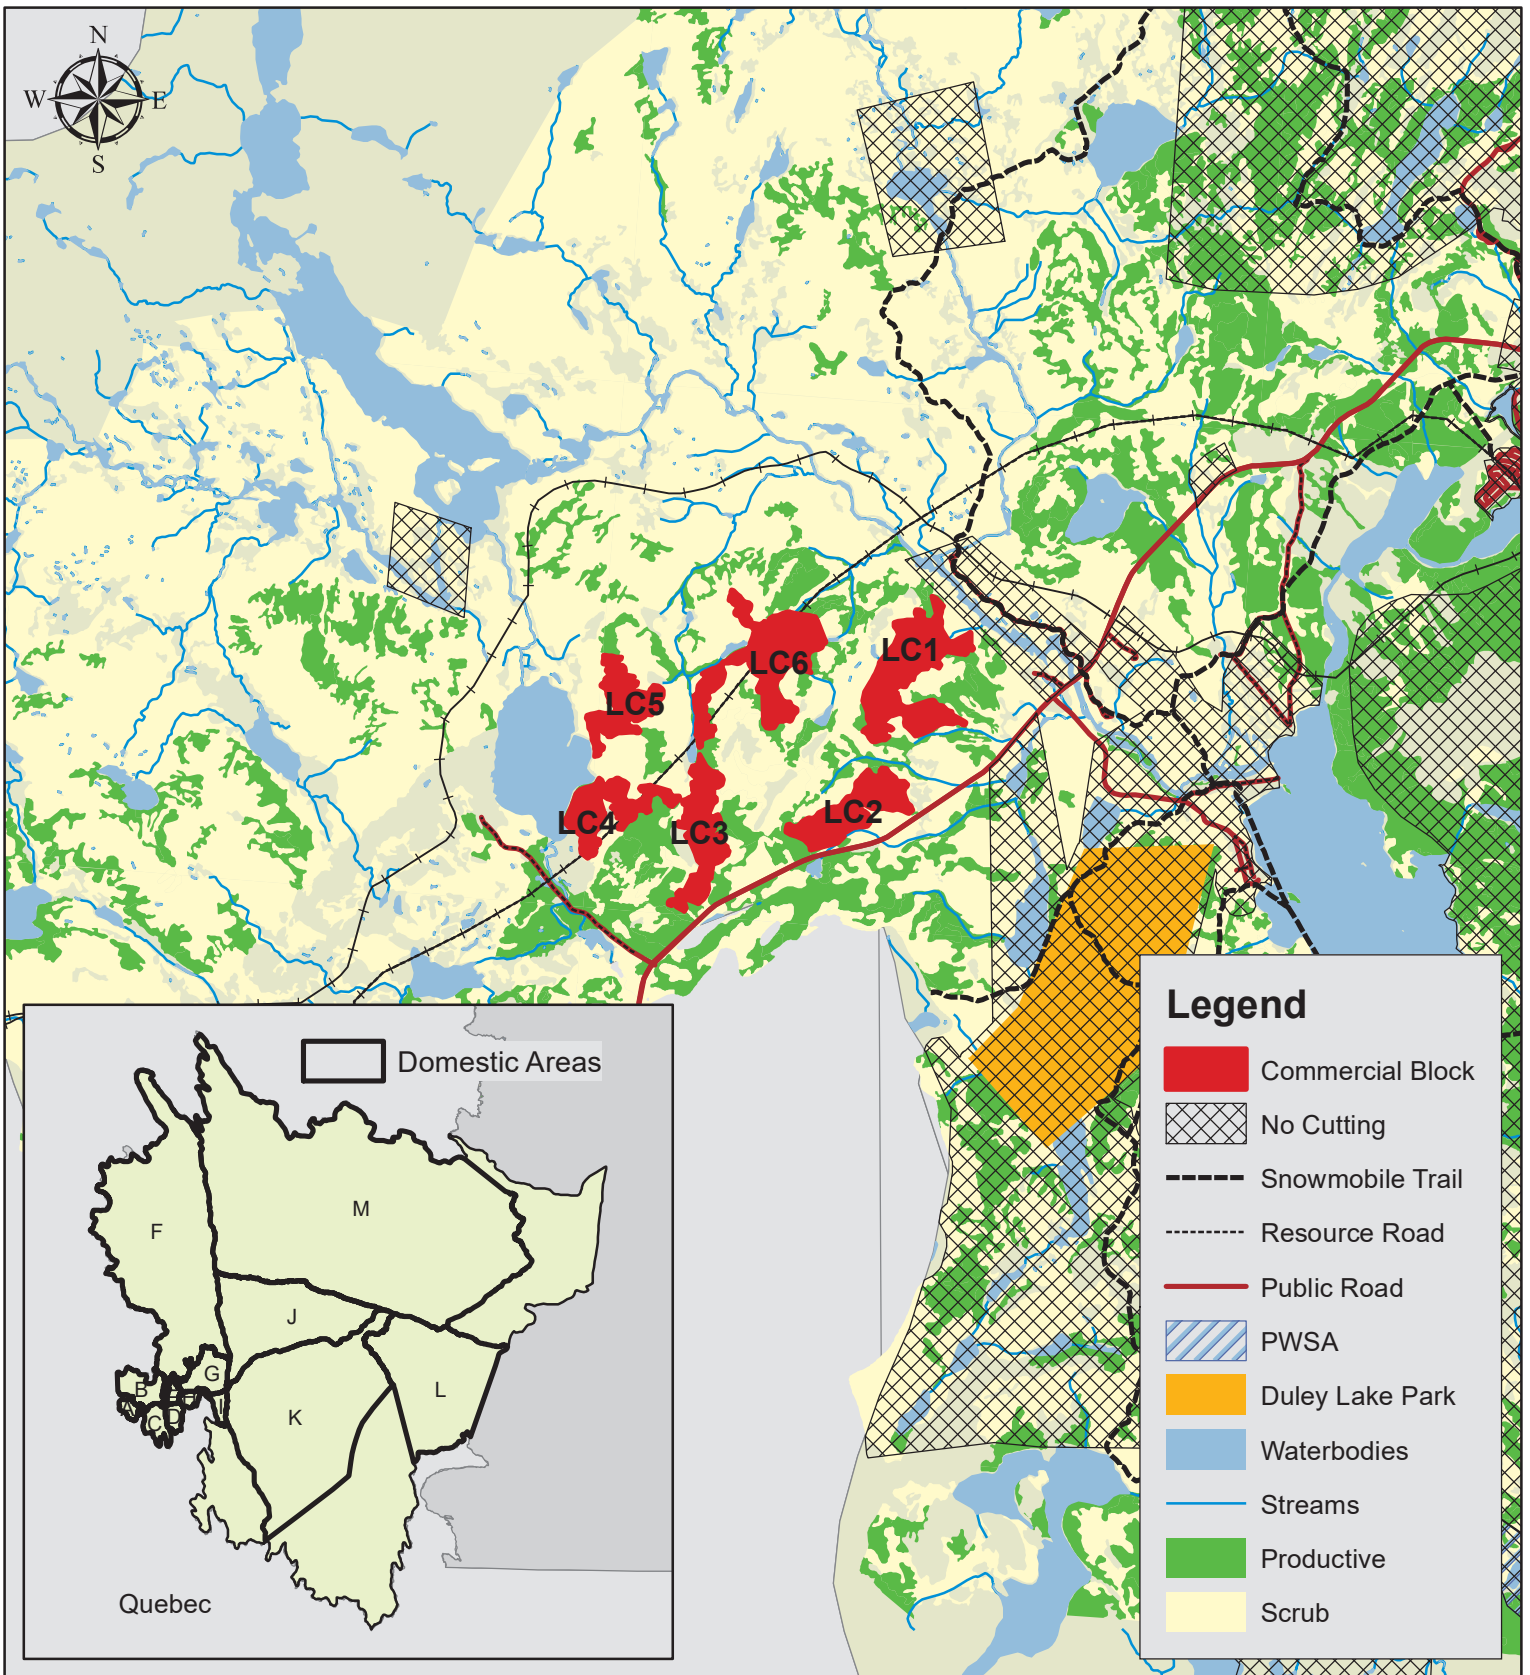 N
W E
S
LC1
LC6
LC5
LC2
LC4
LC3
Legend
Commercial Block
No Cutting
Snowmobile Trail
Resource Road
Public Road
PWSA
Duley Lake Park
Waterbodies
Streams
Productive
Scrub
Domestic Areas
M
F
J
G
B
L
A
I
K
C
D
Quebec